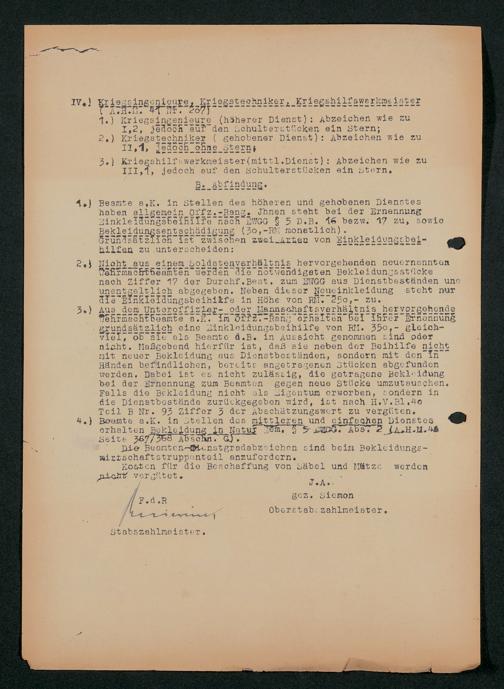 IV.) Kriegsingenieure, Kriegstechniker, Kriegshilfswerkmeister
( A.H.M. 41 Nr. 267)
1.) Kriegsingenieure (höherer Dienst): Abzeichen wie zu
I,2, jedoch auf den Schulterstücken ein Stern;
2.) Kriegstechniker ( gehobener Dienst): Abzeichen wie zu
II,1, jedoch ohne Stern;
3.) Kriegshilfswerkmeister(mittl.Dienst): Abzeichen wie zu
III,1, jedoch auf den Schulterstücken ein Stern.
B. Abfindung.
1.) Beamte a.K. in Stellen des höheren und gehobenen Dienstes
haben allgemein Offz.-Rang. Jhnen steht bei der Ernennung
Einkleidungsbeihilfe nach EWGG § 5 D.B. 16 bezw. 17 zu, sowie
Bekleidungsentschädigung (30,-RM monatlich).
Grundsätzlich ist zwischen zwei Arten von Einkleidungsbei-
hilfen zu unterscheiden:
2.) Nicht aus einem Soldatenverhältnis hervorgehenden neuernannten
Wehrmachtbeamten werden die notwendigsten Bekleidungsstücke
nach Ziffer 17 der Durchf.Best. zum EWGG aus Dienstbeständen une
unentgeltlich abgegeben. Neben dieser Neueinkleidung steht nur
die Einkleidungsbeihilfe in Höhe von RM. 250,- zu.
3.) Aus dem Unteroffizier- oder Mannschaftsverhältnis hervorgehende
Wehrmachtbeamte a.K. im Offz.-Rang erhalten bei ihrer Ernennung
grundsätzlich eine Einkleidungsbeihilfe von RM. 350,- gleich-
viel, ob sie als Beamte d.B. in Aussicht genommen sind oder
nicht. Maßgebend hierfür ist, daß sie neben der Beihilfe nicht
mit neuer Bekleidung aus Dienstbeständen, sondern mit den in
Händen befindlichen, bereits angetragenen Stücken abgefunden
werden. Dabei ist es nicht zulässig, die getragene Bekleidung
bei der Ernennung zum Beamten gegen neue Stücke umzutauschen.
Falls die Bekleidung nicht als Eigentum erworben, sondern in
die Dienstbestände zurückgegeben wird, ist nach H.V.Bl.40
Teil B Nr. 93 Ziffer 3 der Abschätzungswert zu vergüten.
4.) Beamte a.K. in Stellen des mittleren und einfachen Dienstes
erhalten Bekleidung in Natur gem. § 5 Abs. 2 (A.H.M.41
Seite 367/368 Abschn. G).
Die Beamten-Dienstgradabzeichen sind beim Bekleidungs-
wirtschaftstruppenteil anzufordern.
Kosten für die Beschaffung von Säbel und Mütze werden
nicht vergütet.
J.A.
F.d.R
gez. Siemon
Oberstabszahlmeister.
Stabszahlmeister.